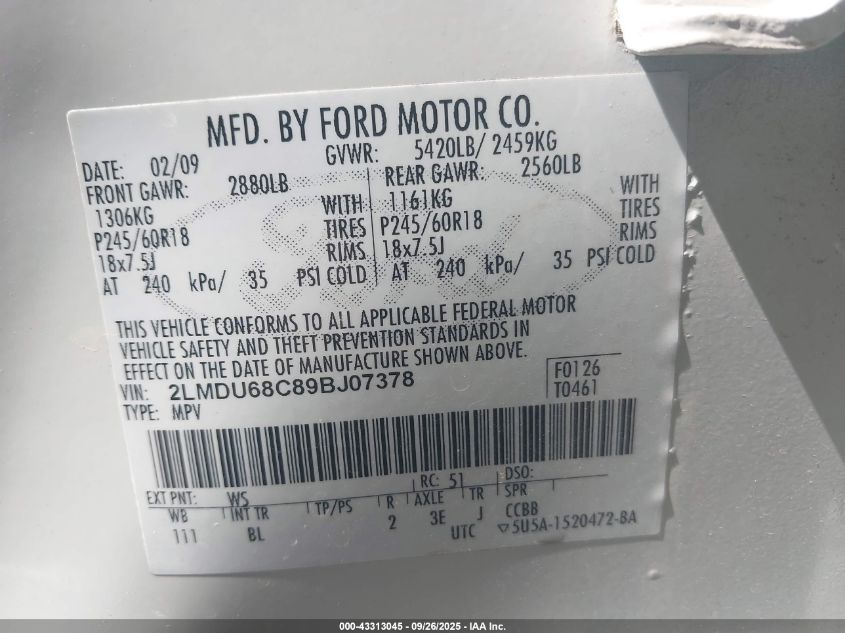 MFD. BY FORD MOTOR CO.
DATE: 02/09 GVWR: 5420LB/ 2459KG
FRONT GAWR: 2880LB REAR GAWR: 2560LB
1306KG WITH 1161KG WITH
P245/60R18 TIRES P245/60R18 TIRES
18x7.5J RIMS 18x7.5J RIMS
AT 240 kPa/ 35 PSI COLD AT 240 kPa/ 35 PSI COLD
THIS VEHICLE CONFORMS TO ALL APPLICABLE FEDERAL MOTOR
VEHICLE SAFETY AND THEFT PREVENTION STANDARDS IN
EFFECT ON THE DATE OF MANUFACTURE SHOWN ABOVE.
VIN: 2LMDU68C89BJ07378 F0126
TYPE: MPV T0461
EXT PNT: WS RC: 51 DSO:
WB INT TR TP/PS R AXLE TR SPR
111 BL 2 3E J CCBB
UTC ▽5U5A-1520472-BA
000-43313045 - 09/26/2025 - IAA Inc.